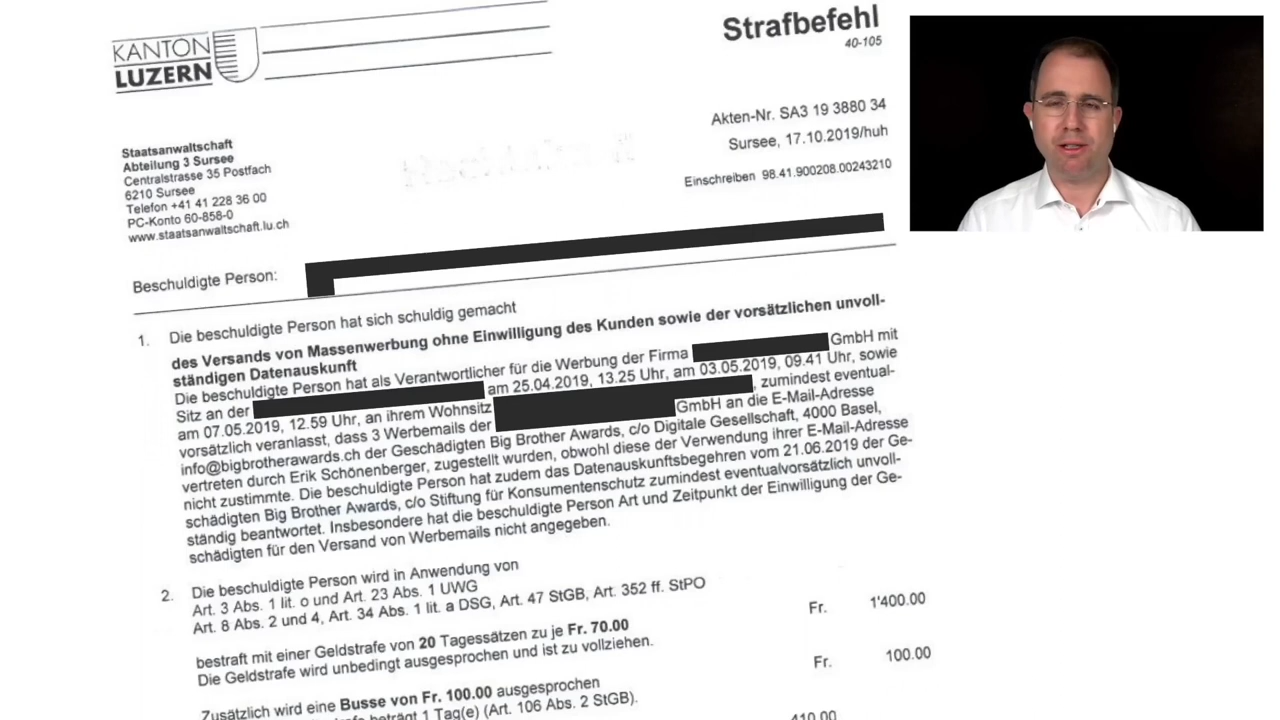 KANTON
LUZERN
Strafbefehl
40-105
Akten-Nr. SA3 19 3880 34
Sursee, 17.10.2019/huh
Einschreiben 98.41.900208.00243210
Staatsanwaltschaft
Abteilung 3 Sursee
Centralstrasse 35 Postfach
6210 Sursee
Telefon +41 41 228 36 00
PC-Konto 60-858-0
www.staatsanwaltschaft.lu.ch
Beschuldigte Person:
1. Die beschuldigte Person hat sich schuldig gemacht
des Versands von Massenwerbung ohne Einwilligung des Kunden sowie der vorsätzlichen unvoll-
ständigen Datenauskunft
Die beschuldigte Person hat als Verantwortlicher für die Werbung der Firma GmbH mit
Sitz an der am 25.04.2019, 13.25 Uhr, am 03.05.2019, 09.41 Uhr, sowie
am 07.05.2019, 12.59 Uhr, an ihrem Wohnsitz , zumindest eventual-
vorsätzlich veranlasst, dass 3 Werbemails der GmbH an die E-Mail-Adresse
info@bigbrotherawards.ch der Geschädigten Big Brother Awards, c/o Digitale Gesellschaft, 4000 Basel,
vertreten durch Erik Schönenberger, zugestellt wurden, obwohl diese der Verwendung ihrer E-Mail-Adresse
nicht zustimmte. Die beschuldigte Person hat zudem das Datenauskunftsbegehren vom 21.06.2019 der Ge-
schädigten Big Brother Awards, c/o Stiftung für Konsumentenschutz zumindest eventualvorsätzlich unvoll-
ständig beantwortet. Insbesondere hat die beschuldigte Person Art und Zeitpunkt der Einwilligung der Ge-
schädigten für den Versand von Werbemails nicht angegeben.
2. Die beschuldigte Person wird in Anwendung von
Art. 3 Abs. 1 lit. o und Art. 23 Abs. 1 UWG
Art. 8 Abs. 2 und 4, Art. 34 Abs. 1 lit. a DSG, Art. 47 StGB, Art. 352 ff. StPO
bestraft mit einer Geldstrafe von 20 Tagessätzen zu je Fr. 70.00 Fr. 1'400.00
Die Geldstrafe wird unbedingt ausgesprochen und ist zu vollziehen.
Zusätzlich wird eine Busse von Fr. 100.00 ausgesprochen Fr. 100.00
beträgt 1 Tag(e) (Art. 106 Abs. 2 StGB).
410.00